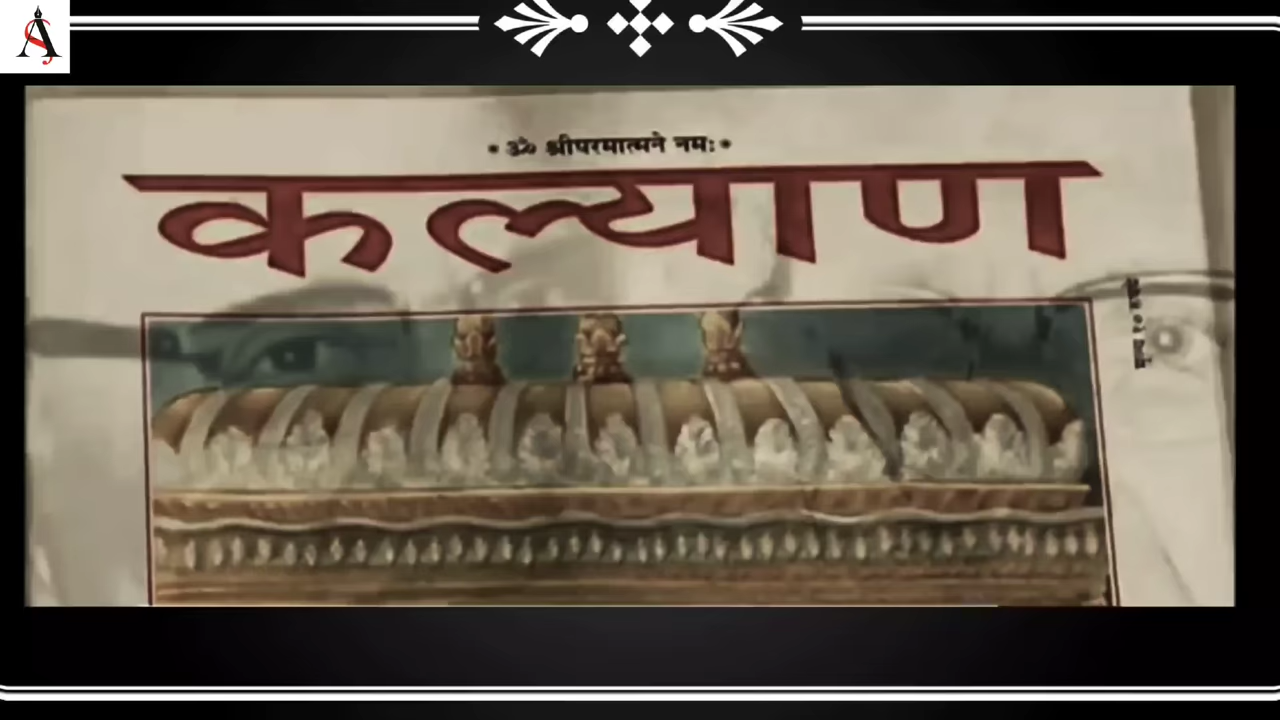 • ॐ श्रीपरमात्मने नमः •
कल्याण